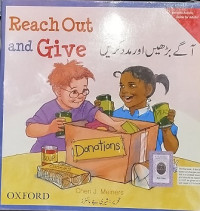 Reach Out
and Give
آگے بڑھیں اور مدد کریں
Donations
Cheri J. Meiners
OXFORD